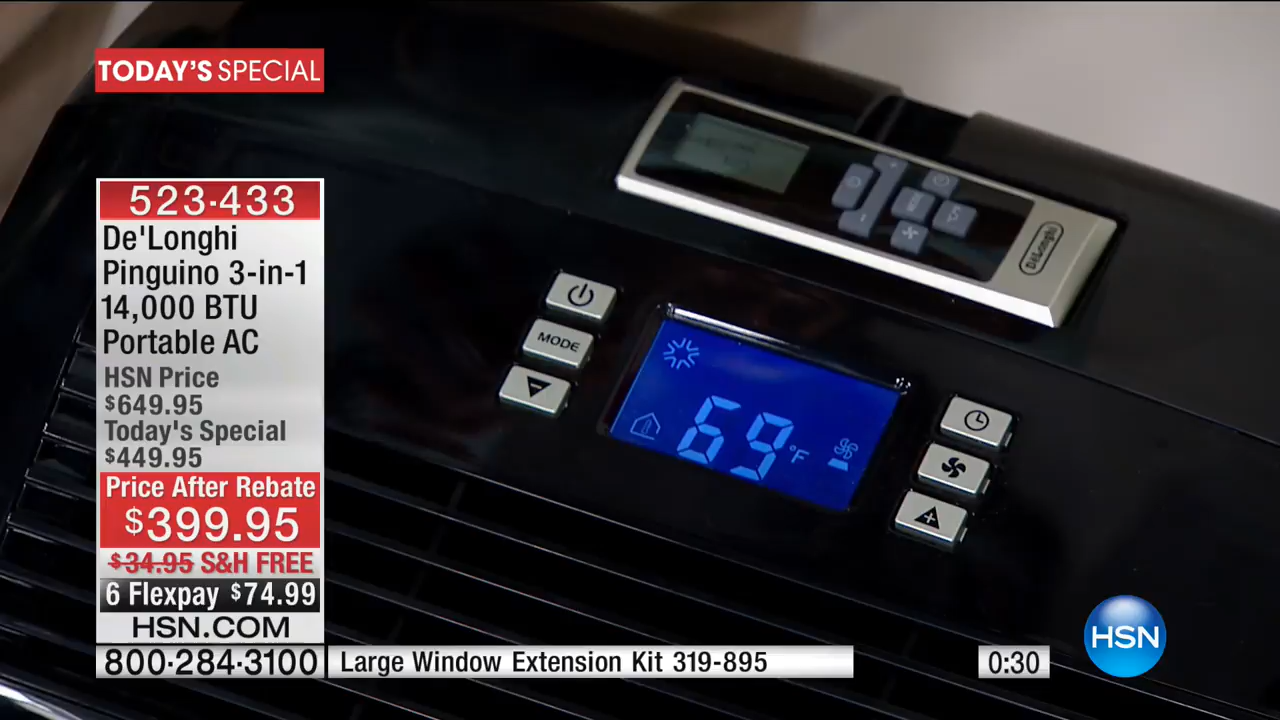 TODAY'S SPECIAL
523·433
De'Longhi
Pinguino 3-in-1
14,000 BTU
Portable AC
HSN Price
$649.95
Today's Special
$449.95
Price After Rebate
$399.95
$34.95 S&H FREE
6 Flexpay $74.99
HSN.COM
800·284·3100
Large Window Extension Kit 319-895
0:30
HSN
DeLonghi
MODE
69°F